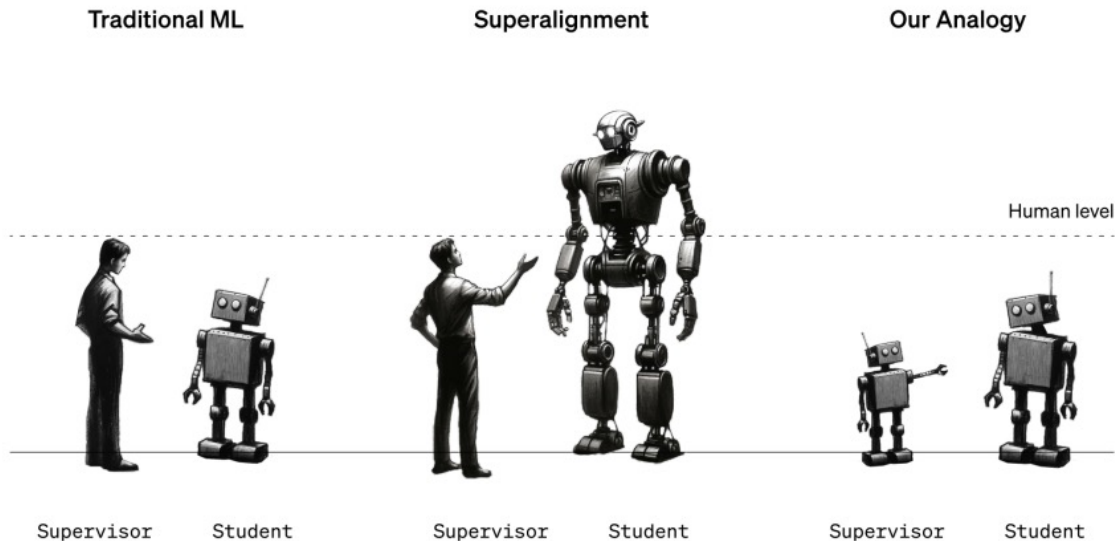 Traditional ML
Superalignment
Our Analogy
Human level
Supervisor
Student
Supervisor
Student
Supervisor
Student